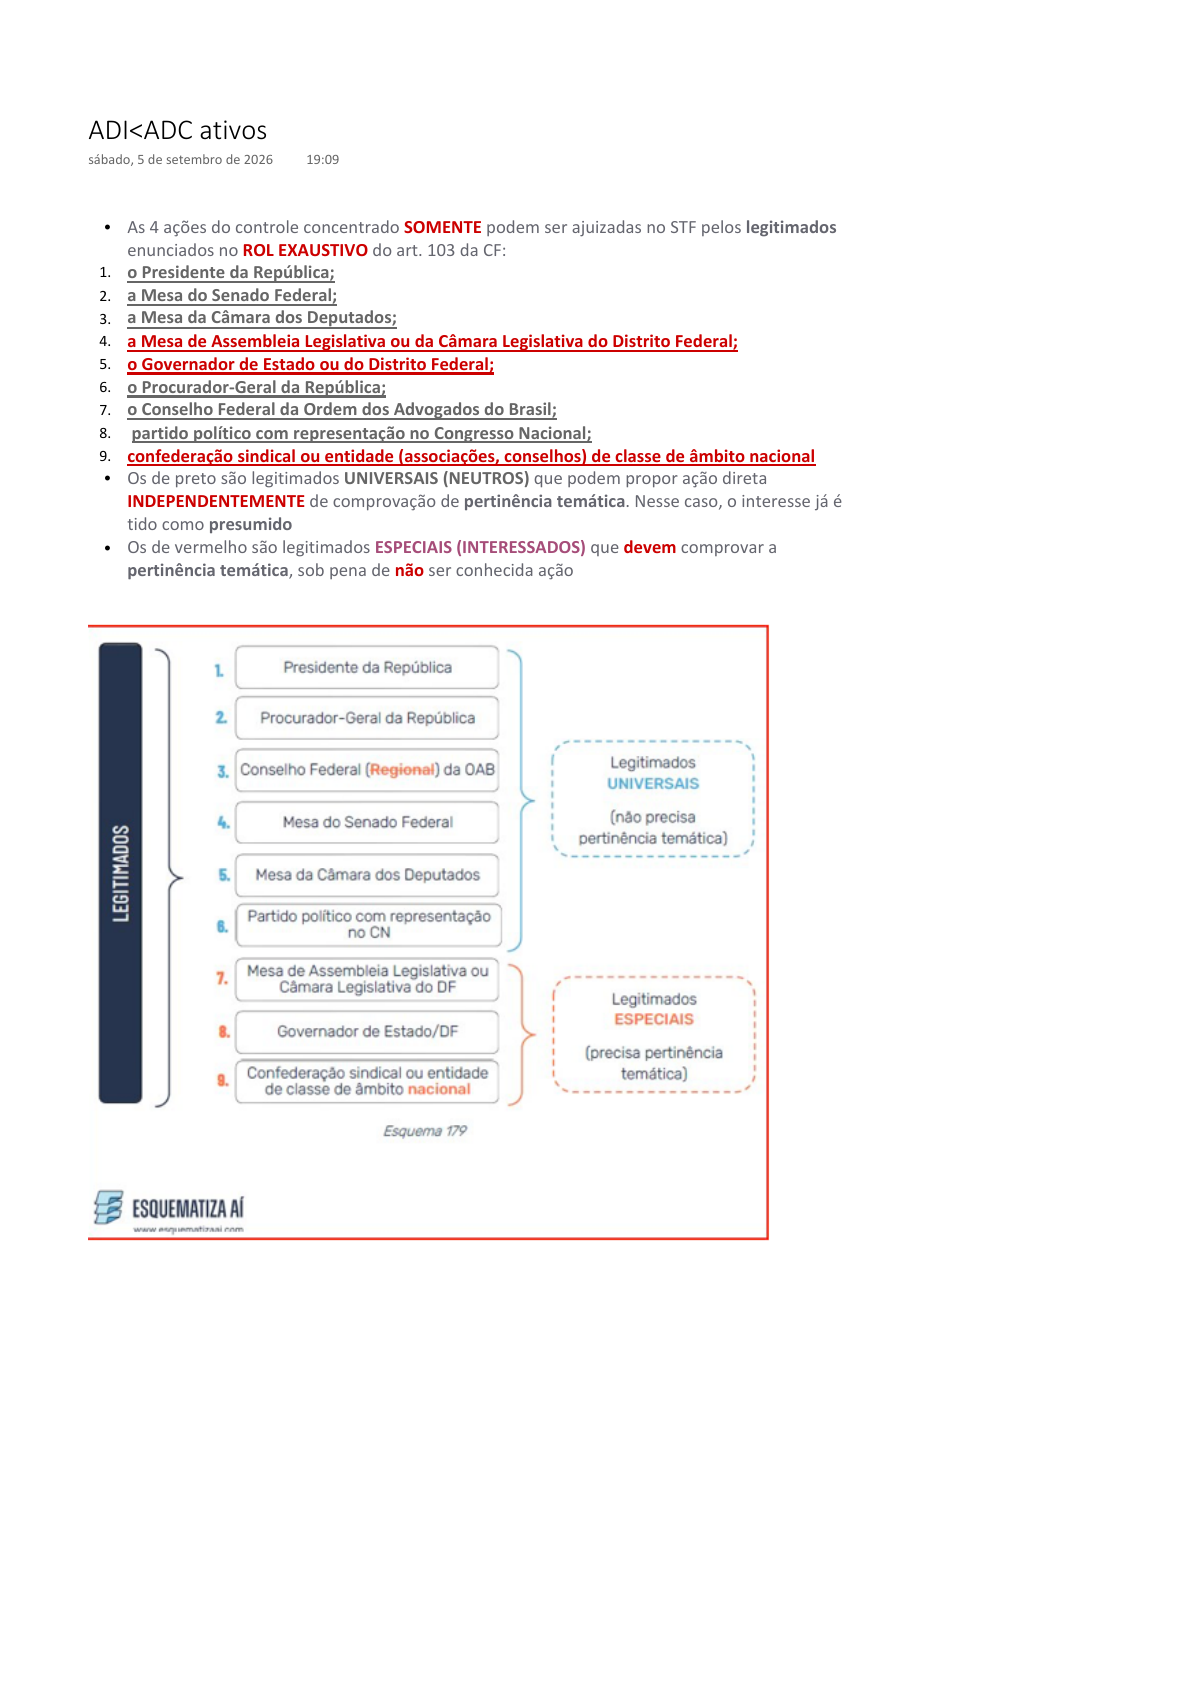 ADI<ADC ativos
sábado, 5 de setembro de 2026 19:09
• As 4 ações do controle concentrado SOMENTE podem ser ajuizadas no STF pelos legitimados
enunciados no ROL EXAUSTIVO do art. 103 da CF:
1. o Presidente da República;
2. a Mesa do Senado Federal;
3. a Mesa da Câmara dos Deputados;
4. a Mesa de Assembleia Legislativa ou da Câmara Legislativa do Distrito Federal;
5. o Governador de Estado ou do Distrito Federal;
6. o Procurador-Geral da República;
7. o Conselho Federal da Ordem dos Advogados do Brasil;
8. partido político com representação no Congresso Nacional;
9. confederação sindical ou entidade (associações, conselhos) de classe de âmbito nacional
• Os de preto são legitimados UNIVERSAIS (NEUTROS) que podem propor ação direta
INDEPENDENTEMENTE de comprovação de pertinência temática. Nesse caso, o interesse já é
tido como presumido
• Os de vermelho são legitimados ESPECIAIS (INTERESSADOS) que devem comprovar a
pertinência temática, sob pena de não ser conhecida ação
LEGITIMADOS
1. Presidente da República
2. Procurador-Geral da República
3. Conselho Federal (Regional) da OAB
4. Mesa do Senado Federal
5. Mesa da Câmara dos Deputados
6. Partido político com representação
no CN
Legitimados
UNIVERSAIS
(não precisa
pertinência temática)
7. Mesa de Assembleia Legislativa ou
Câmara Legislativa do DF
8. Governador de Estado/DF
9. Confederação sindical ou entidade
de classe de âmbito nacional
Legitimados
ESPECIAIS
(precisa pertinência
temática)
Esquema 179
ESQUEMATIZA AÍ
www.esquematizaai.com